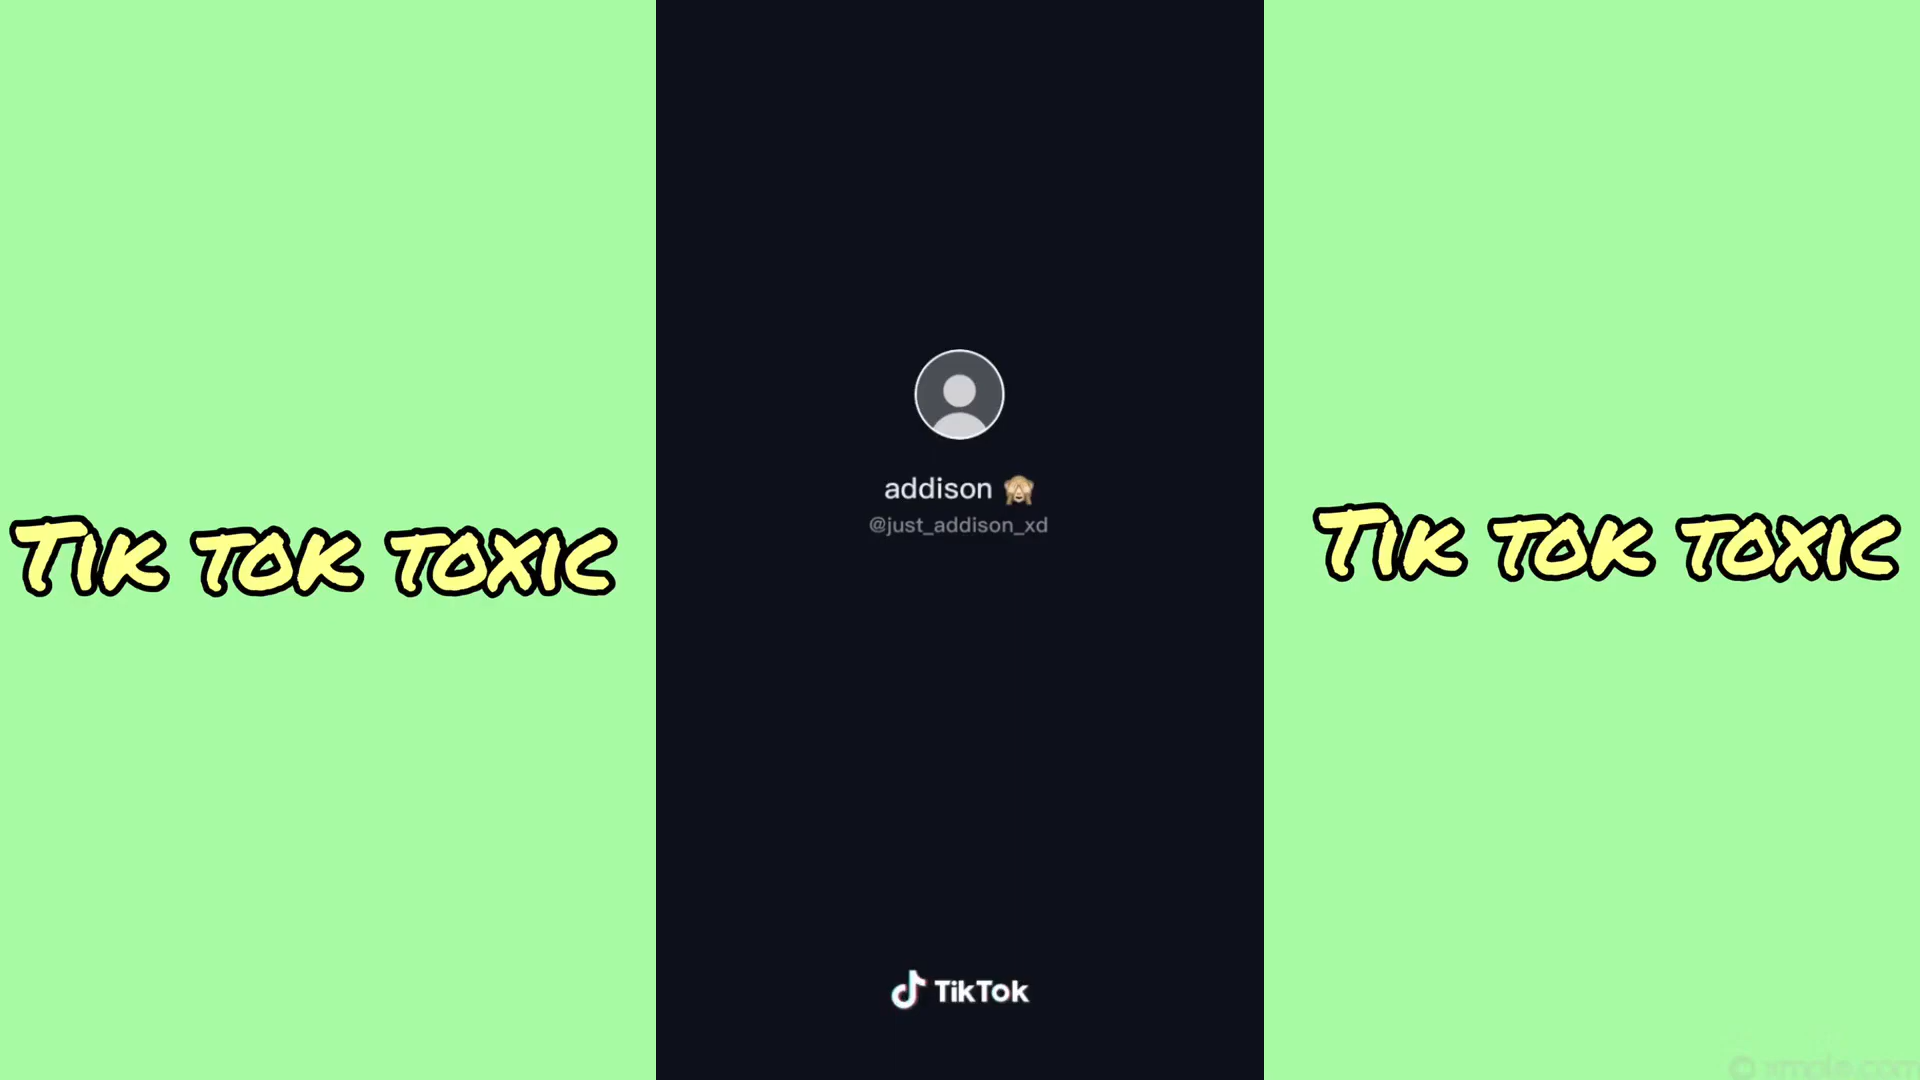 addison 🙈
@just_addison_xd
Tik tok toxic
Tik tok toxic
TikTok